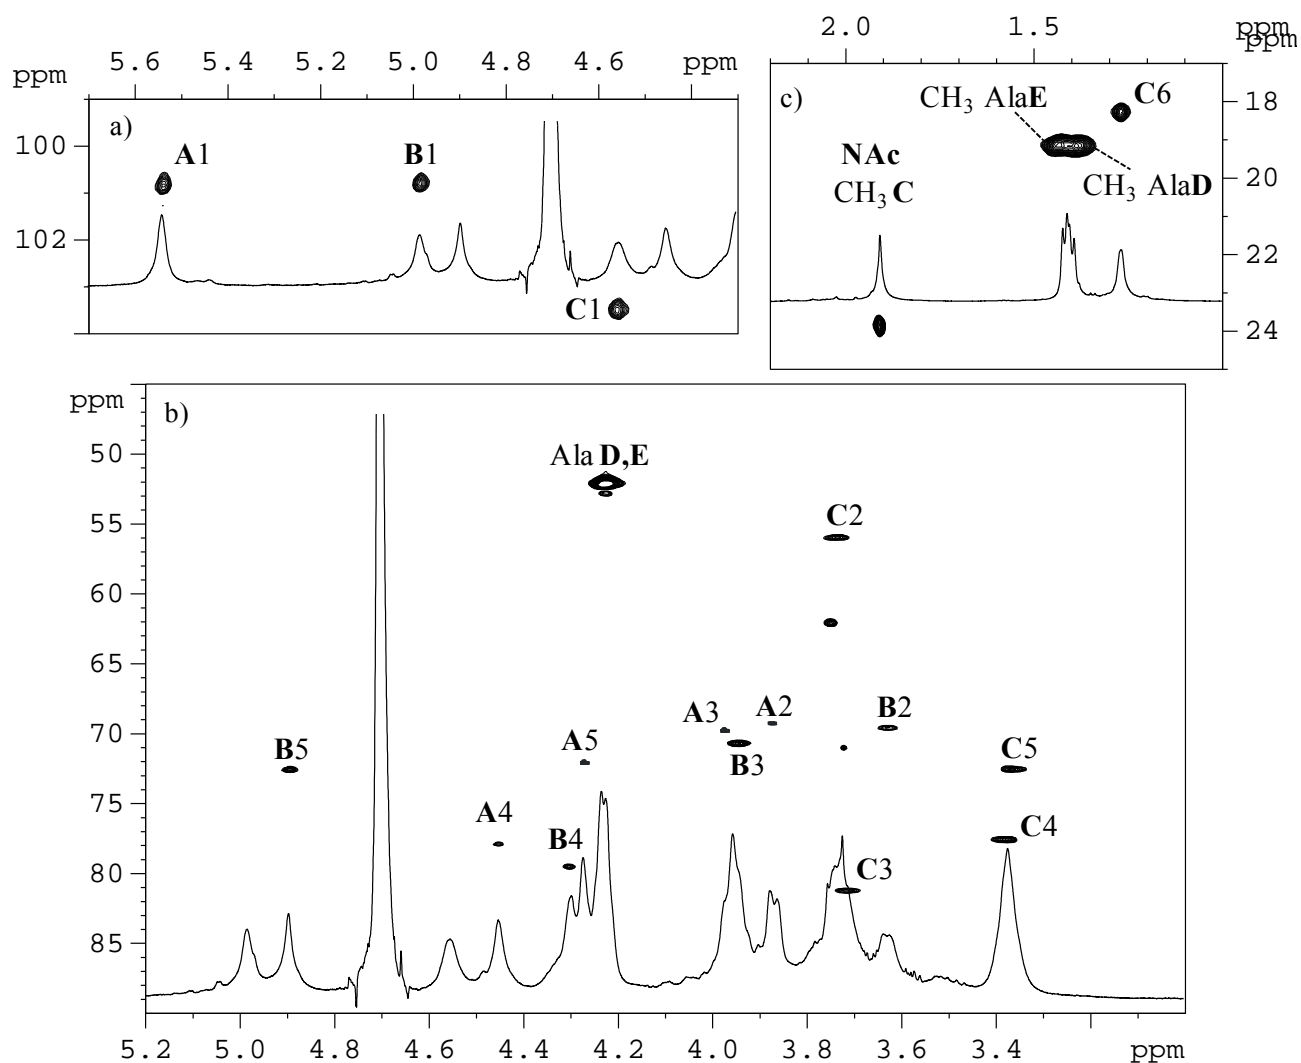 5.6 5.4 5.2 5.0 4.8 4.6 ppm
ppm
a)
100
102
A1
B1
C1
2.0 1.5 ppm
ppm
c)
CH3 AlaE
C6
NAc
CH3 C
CH3 AlaD
18
20
22
24
ppm
b)
50
55
60
65
70
75
80
85
Ala D,E
C2
A3
A2
B2
B5
A5
B3
C5
A4
B4
C4
C3
5.2 5.0 4.8 4.6 4.4 4.2 4.0 3.8 3.6 3.4 ppm